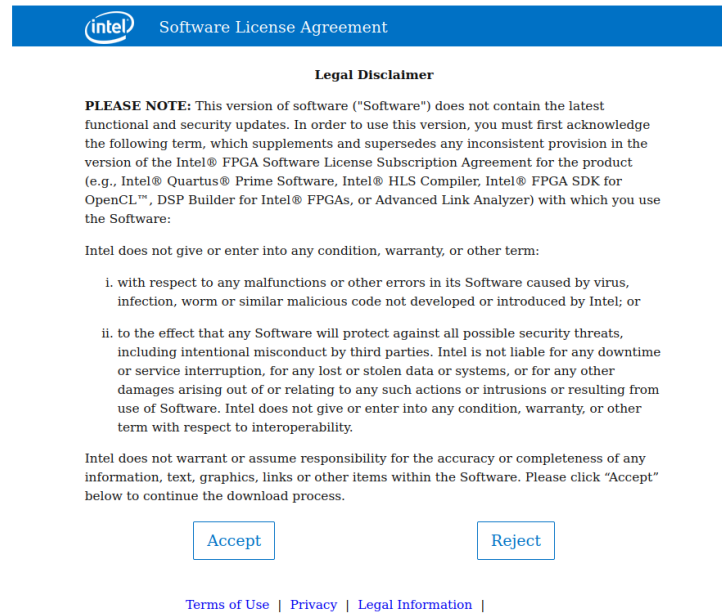 intel Software License Agreement
Legal Disclaimer
PLEASE NOTE: This version of software ("Software") does not contain the latest
functional and security updates. In order to use this version, you must first acknowledge
the following term, which supplements and supersedes any inconsistent provision in the
version of the Intel® FPGA Software License Subscription Agreement for the product
(e.g., Intel® Quartus® Prime Software, Intel® HLS Compiler, Intel® FPGA SDK for
OpenCL™, DSP Builder for Intel® FPGAs, or Advanced Link Analyzer) with which you use
the Software:
Intel does not give or enter into any condition, warranty, or other term:
i. with respect to any malfunctions or other errors in its Software caused by virus,
infection, worm or similar malicious code not developed or introduced by Intel; or
ii. to the effect that any Software will protect against all possible security threats,
including intentional misconduct by third parties. Intel is not liable for any downtime
or service interruption, for any lost or stolen data or systems, or for any other
damages arising out of or relating to any such actions or intrusions or resulting from
use of Software. Intel does not give or enter into any condition, warranty, or other
term with respect to interoperability.
Intel does not warrant or assume responsibility for the accuracy or completeness of any
information, text, graphics, links or other items within the Software. Please click “Accept”
below to continue the download process.
Accept Reject
Terms of Use | Privacy | Legal Information |